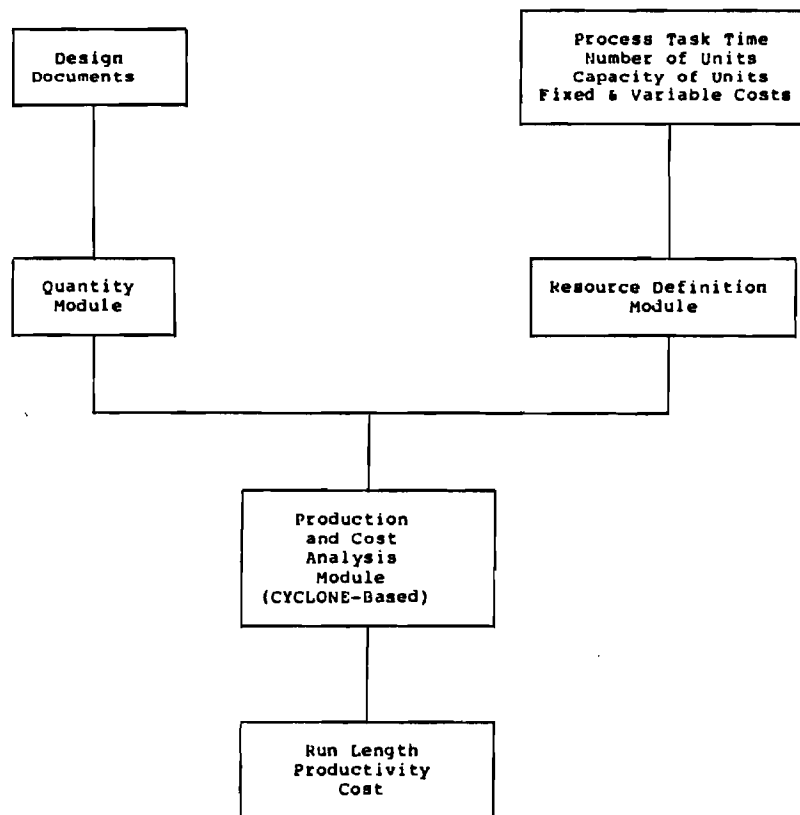 Design
Documents
Process Task Time
Number of Units
Capacity of Units
Fixed & Variable Costs
Quantity
Module
Resource Definition
Module
Production
and Cost
Analysis
Module
(CYCLONE-Based)
Run Length
Productivity
Cost